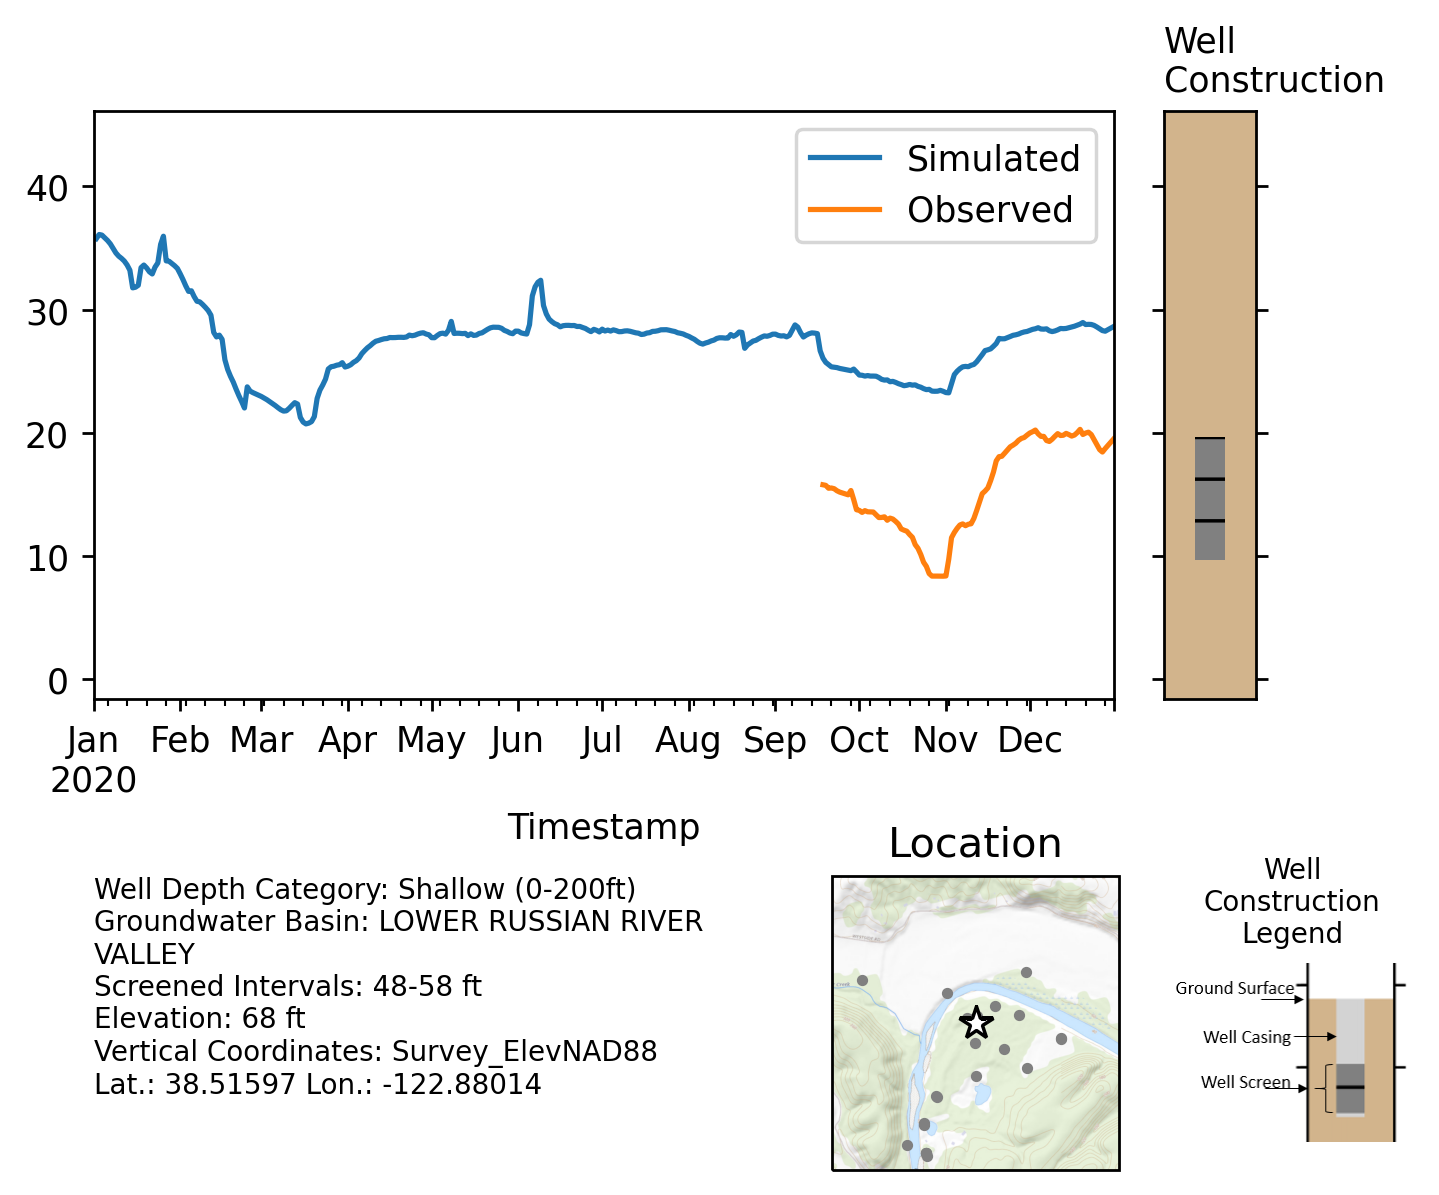 Well
Construction
Simulated
Observed
40
30
20
10
0
Jan
2020
Feb
Mar
Apr
May
Jun
Jul
Aug
Sep
Oct
Nov
Dec
Timestamp
Well Depth Category: Shallow (0-200ft)
Groundwater Basin: LOWER RUSSIAN RIVER
VALLEY
Screened Intervals: 48-58 ft
Elevation: 68 ft
Vertical Coordinates: Survey_ElevNAD88
Lat.: 38.51597 Lon.: -122.88014
Location
Well
Construction
Legend
Ground Surface
Well Casing
Well Screen